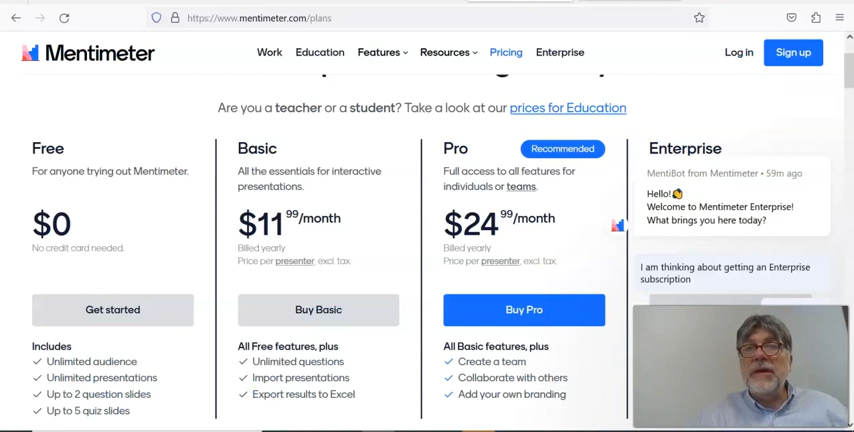 https://www.mentimeter.com/plans
Mentimeter
Work Education Features Resources Pricing Enterprise Log in Sign up
Are you a teacher or a student? Take a look at our prices for Education
Free
For anyone trying out Mentimeter.
$0
No credit card needed.
Get started
Includes
Unlimited audience
Unlimited presentations
Up to 2 question slides
Up to 5 quiz slides
Basic
All the essentials for interactive
presentations.
$11 99/month
Billed yearly
Price per presenter, excl. tax.
Buy Basic
All Free features, plus
Unlimited questions
Import presentations
Export results to Excel
Pro
Recommended
Full access to all features for
individuals or teams.
$24 99/month
Billed yearly
Price per presenter, excl. tax.
Buy Pro
All Basic features, plus
Create a team
Collaborate with others
Add your own branding
Enterprise
MentiBot from Mentimeter • 59m ago
Hello!👋
Welcome to Mentimeter Enterprise!
What brings you here today?
I am thinking about getting an Enterprise
subscription